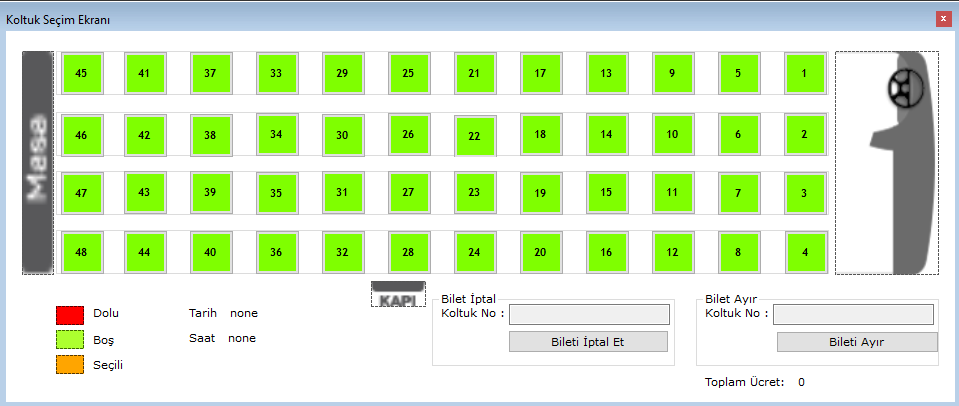 Koltuk Seçim Ekranı
x
45 41 37 33 29 25 21 17 13 9 5 1
46 42 38 34 30 26 22 18 14 10 6 2
47 43 39 35 31 27 23 19 15 11 7 3
48 44 40 36 32 28 24 20 16 12 8 4
Masa
KAPI
Dolu
Boş
Seçili
Tarih none
Saat none
Bilet İptal
Koltuk No :
Bileti İptal Et
Bilet Ayır
Koltuk No :
Bileti Ayır
Toplam Ücret: 0